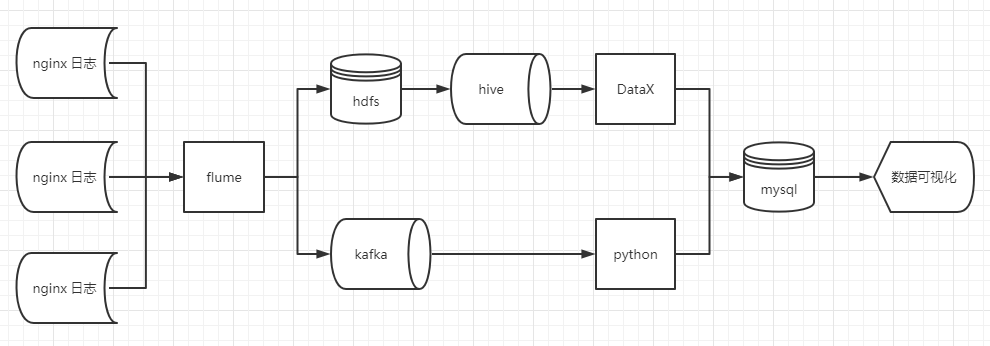 nginx 日志
nginx 日志
nginx 日志
flume
hdfs
hive
DataX
kafka
python
mysql
数据可视化